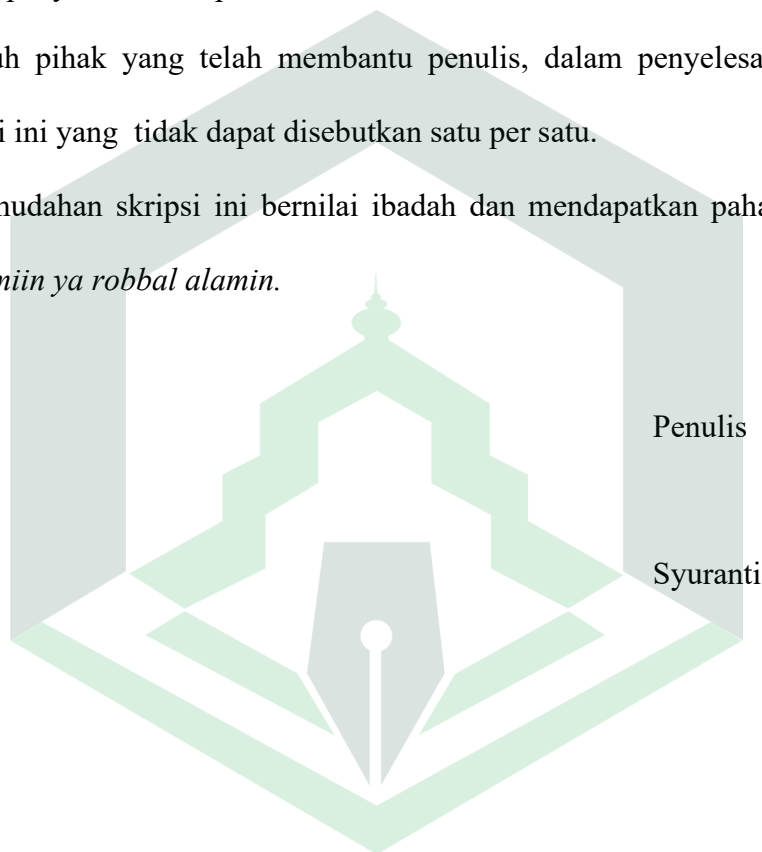 uh pihak yang telah membantu penulis, dalam penyelesa
i ini yang tidak dapat disebutkan satu per satu.
nudahan skripsi ini bernilai ibadah dan mendapatkan paha
niin ya robbal alamin.
Penulis
Syuranti